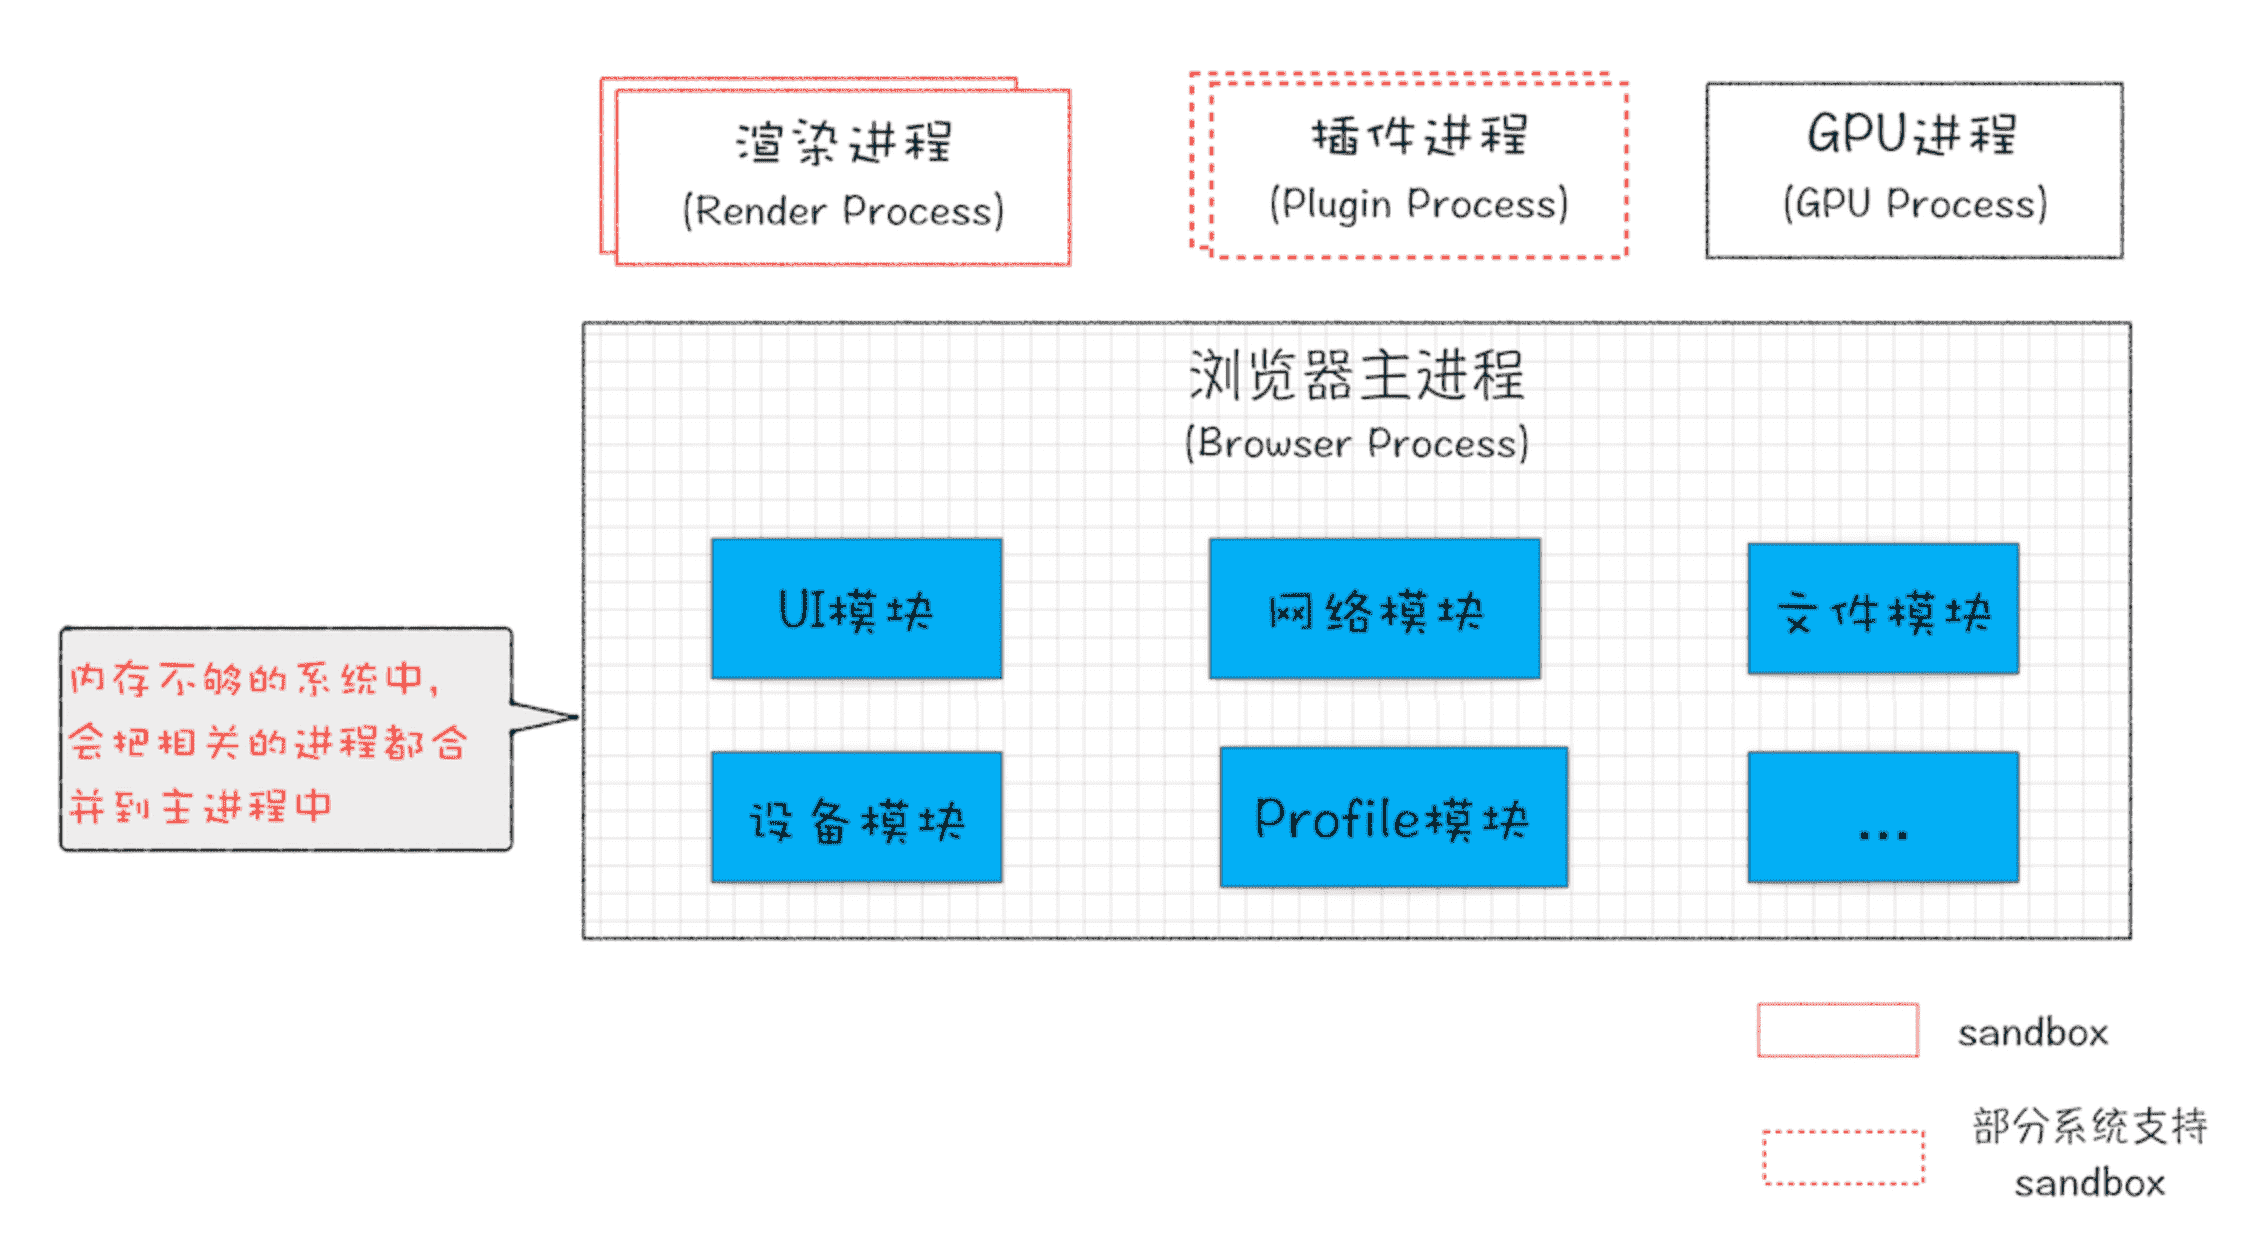 渲染进程
(Render Process)
插件进程
(Plugin Process)
GPU进程
(GPU Process)
浏览器主进程
(Browser Process)
UI模块
网络模块
文件模块
内存不够的系统中,
会把相关的进程都合
并到主进程中
设备模块
Profile模块
...
sandbox
部分系统支持
sandbox